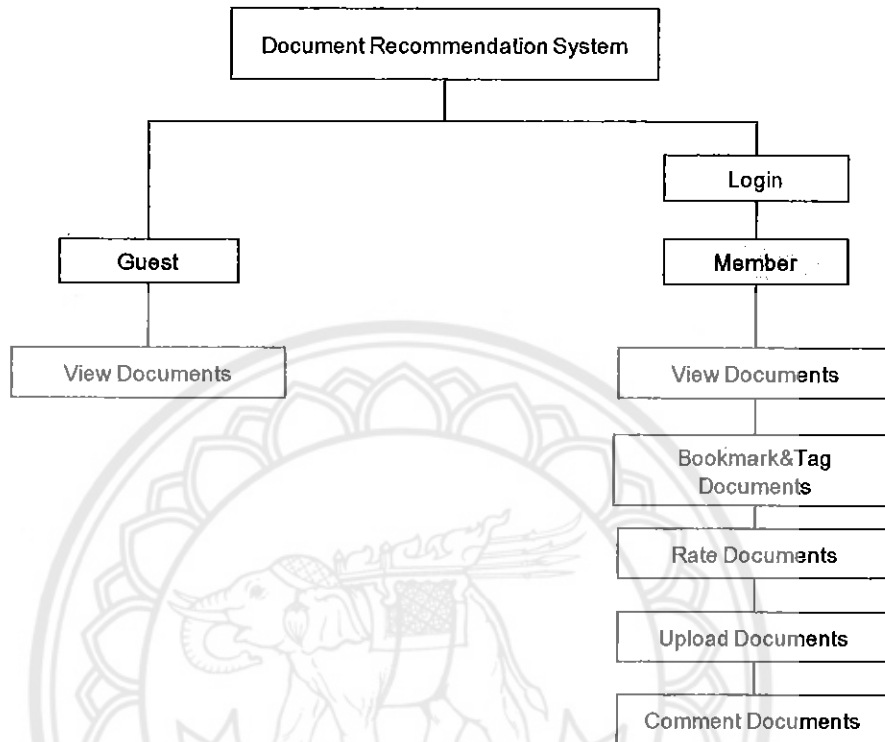 Document Recommendation System
Login
Guest
Member
View Documents
View Documents
Bookmark&Tag
Documents
Rate Documents
Upload Documents
Comment Documents